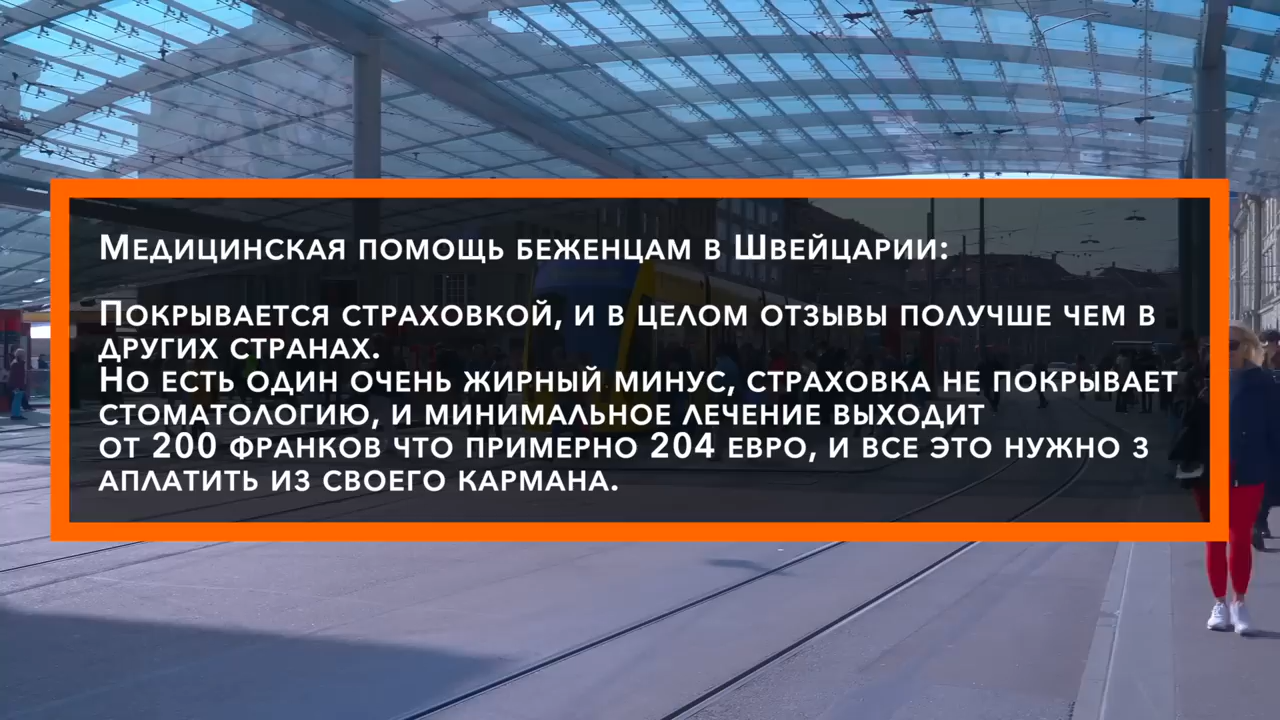 Медицинская помощь беженцам в Швейцарии:
Покрывается страховкой, и в целом отзывы получше чем в
других странах.
Но есть один очень жирный минус, страховка не покрывает
стоматологию, и минимальное лечение выходит
от 200 франков что примерно 204 евро, и все это нужно з
аплатить из своего кармана.